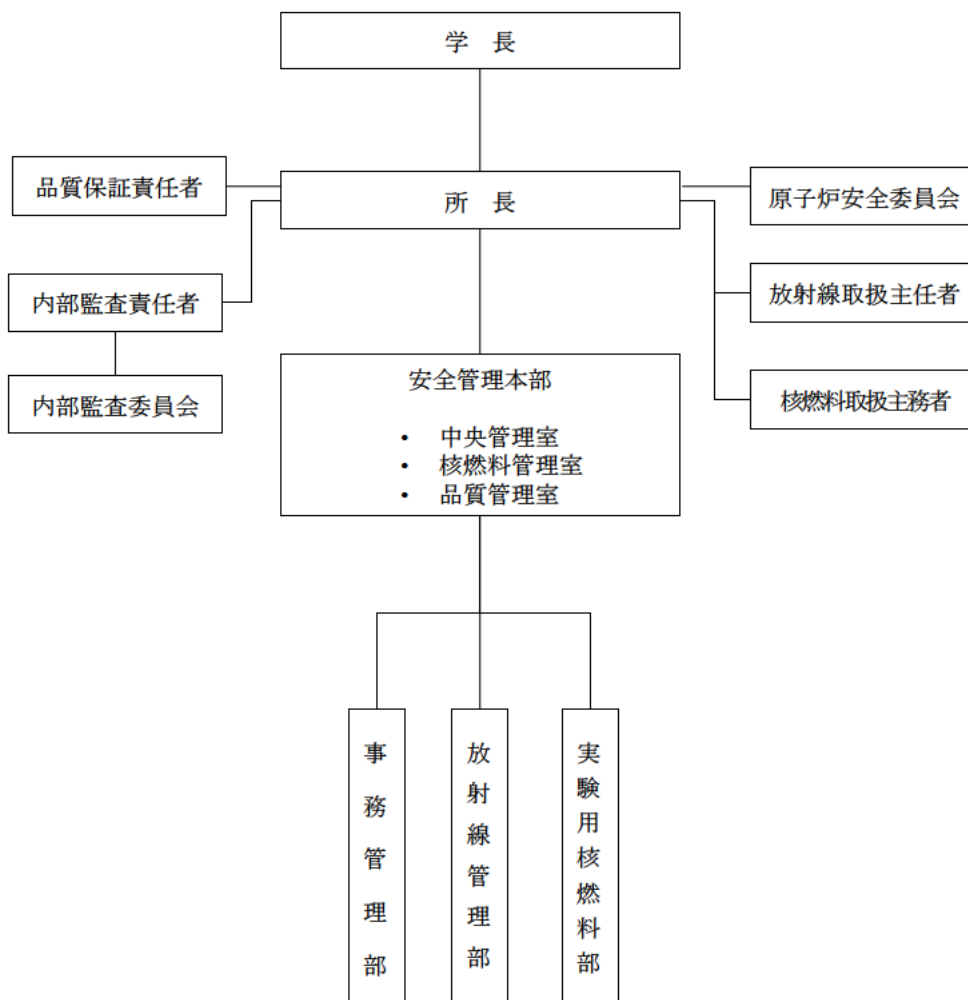 学 長
品質保証責任者
所 長
原子炉安全委員会
内部監査責任者
放射線取扱主任者
内部監査委員会
核燃料取扱主務者
安全管理本部
・ 中央管理室
・ 核燃料管理室
・ 品質管理室
事務管理部
放射線管理部
実験用核燃料部